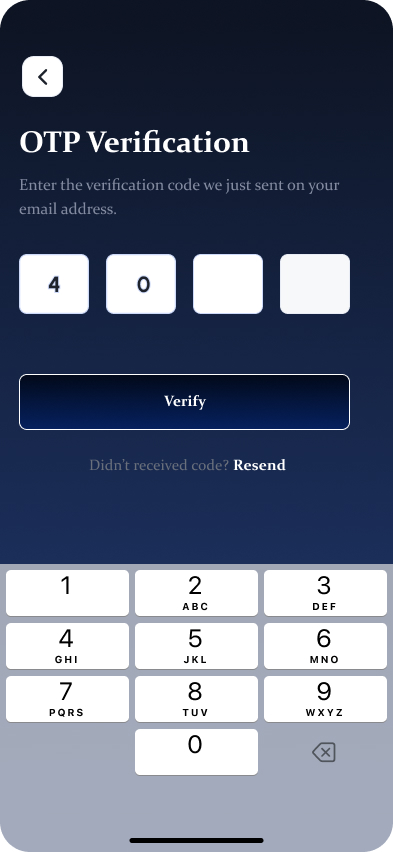 OTP Verification
Enter the verification code we just sent on your
email address.
4 0
Verify
Didn't received code? Resend
1 2 3
ABC DEF
4 5 6
GHI JKL MNO
7 8 9
PQRS TUV WXYZ
0